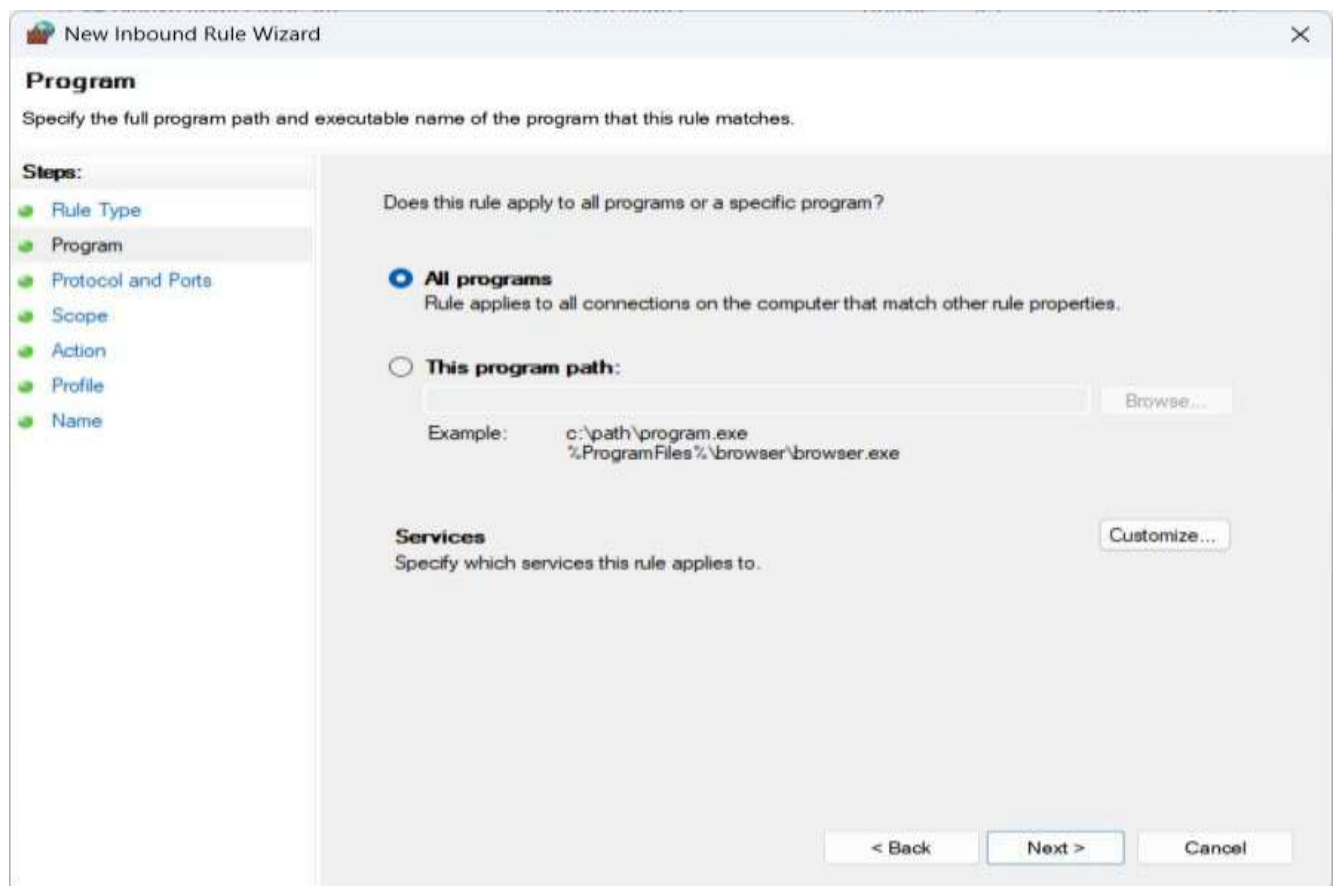 New Inbound Rule Wizard
Program
Specify the full program path and executable name of the program that this rule matches.
Steps:
Rule Type
Program
Protocol and Ports
Scope
Action
Profile
Name
Does this rule apply to all programs or a specific program?
All programs
Rule applies to all connections on the computer that match other rule properties.
This program path:
Browse...
Example: c:\path\program.exe
%ProgramFiles%\browser\browser.exe
Services
Customize...
Specify which services this rule applies to.
< Back Next > Cancel